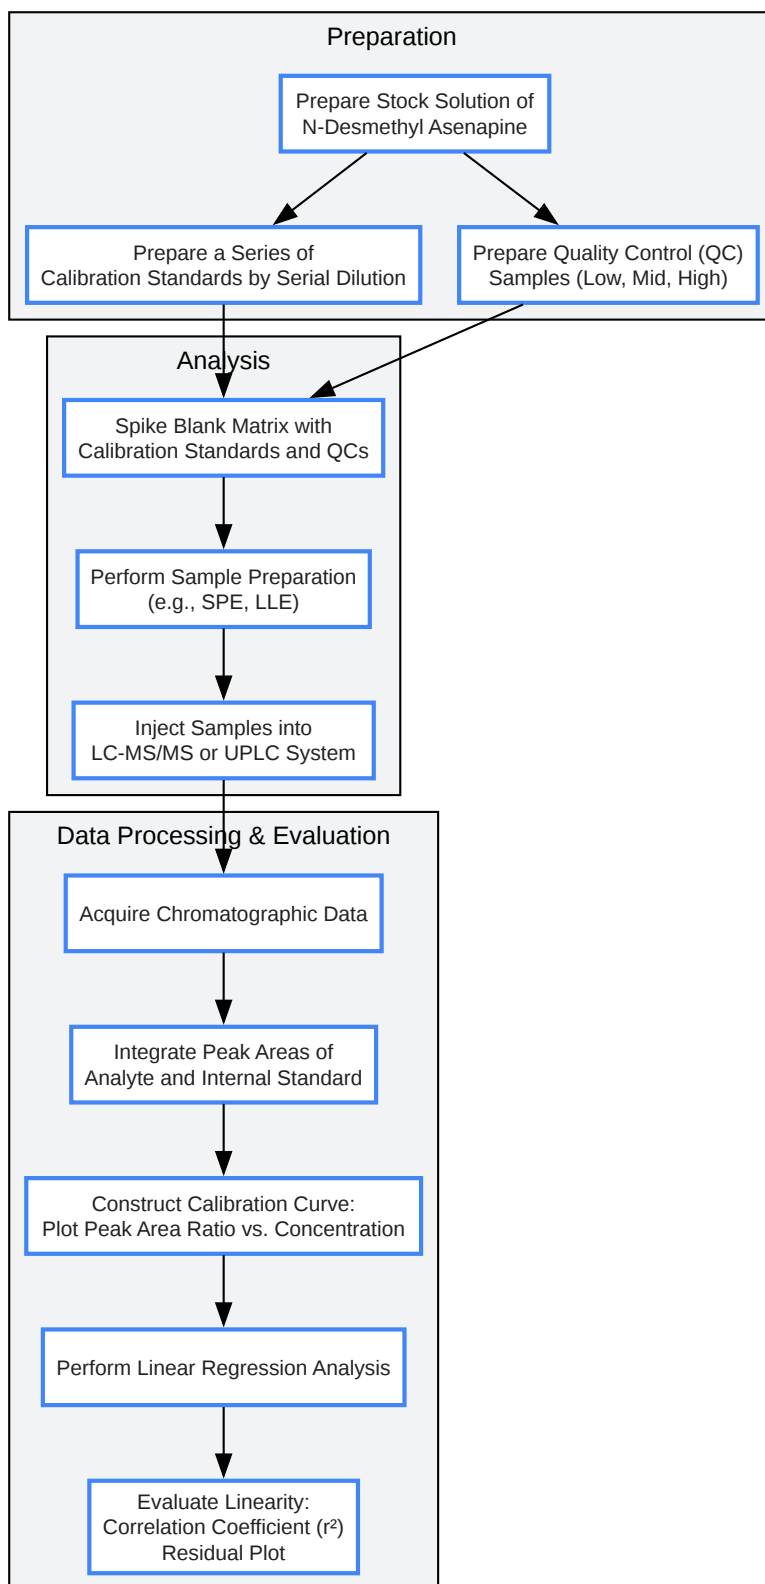 Preparation
Prepare Stock Solution of
N-Desmethyl Asenapine
Prepare a Series of
Calibration Standards by Serial Dilution
Prepare Quality Control (QC)
Samples (Low, Mid, High)
Analysis
Spike Blank Matrix with
Calibration Standards and QCs
Perform Sample Preparation
(e.g., SPE, LLE)
Inject Samples into
LC-MS/MS or UPLC System
Data Processing & Evaluation
Acquire Chromatographic Data
Integrate Peak Areas of
Analyte and Internal Standard
Construct Calibration Curve:
Plot Peak Area Ratio vs. Concentration
Perform Linear Regression Analysis
Evaluate Linearity:
Correlation Coefficient (r²)
Residual Plot